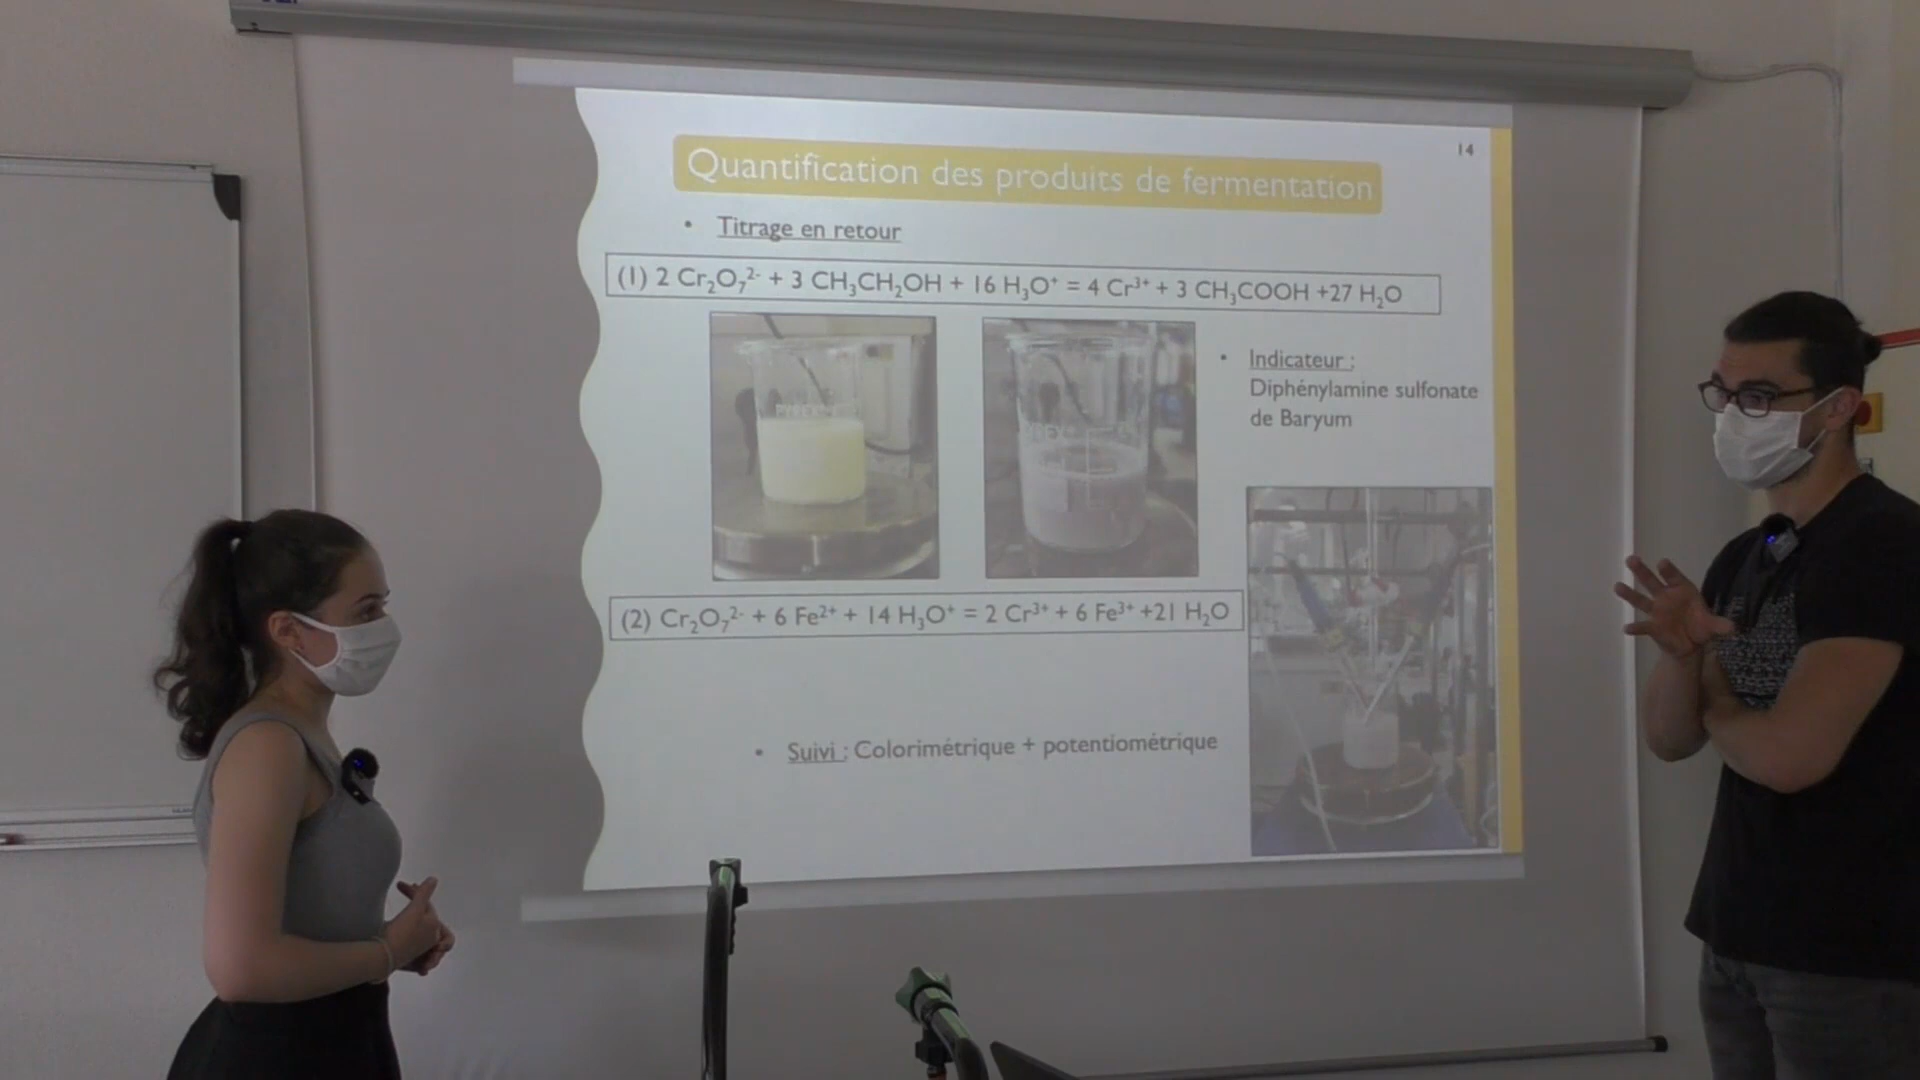 14
Quantification des produits de fermentation
• Titrage en retour
(1) 2 Cr₂O₇²⁻ + 3 CH₃CH₂OH + 16 H₃O⁺ = 4 Cr³⁺ + 3 CH₃COOH +27 H₂O
PYREX
• Indicateur :
Diphénylamine sulfonate
de Baryum
(2) Cr₂O₇²⁻ + 6 Fe²⁺ + 14 H₃O⁺ = 2 Cr³⁺ + 6 Fe³⁺ +21 H₂O
• Suivi : Colorimétrique + potentiométrique